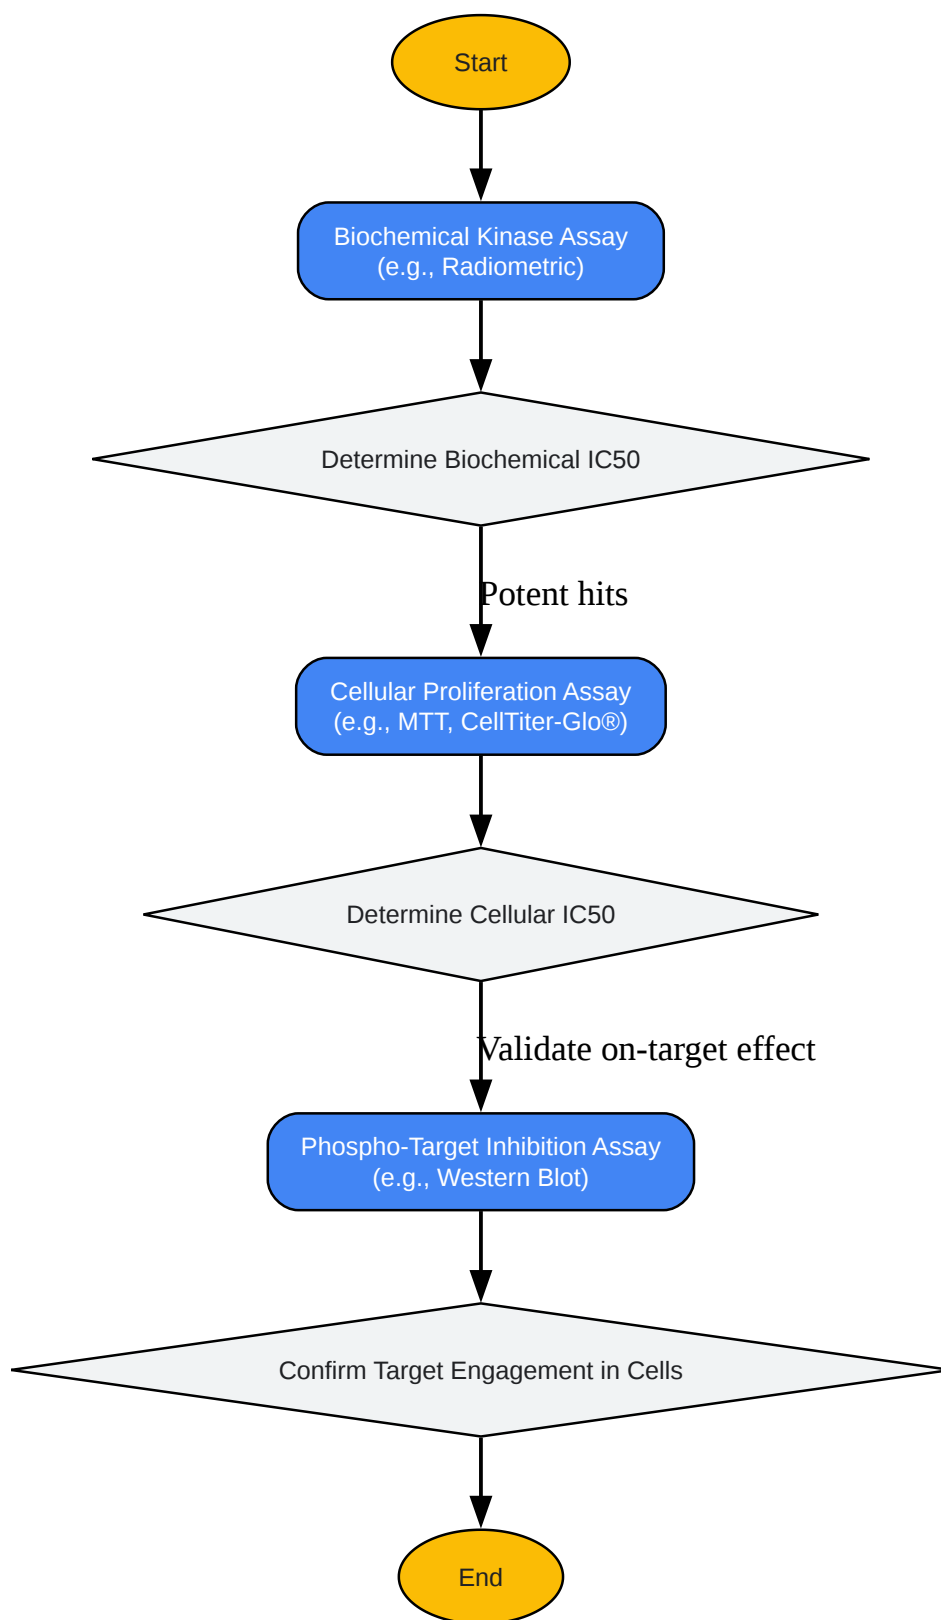 Start
Biochemical Kinase Assay
(e.g., Radiometric)
Determine Biochemical IC50
Potent hits
Cellular Proliferation Assay
(e.g., MTT, CellTiter-Glo®)
Determine Cellular IC50
Validate on-target effect
Phospho-Target Inhibition Assay
(e.g., Western Blot)
Confirm Target Engagement in Cells
End